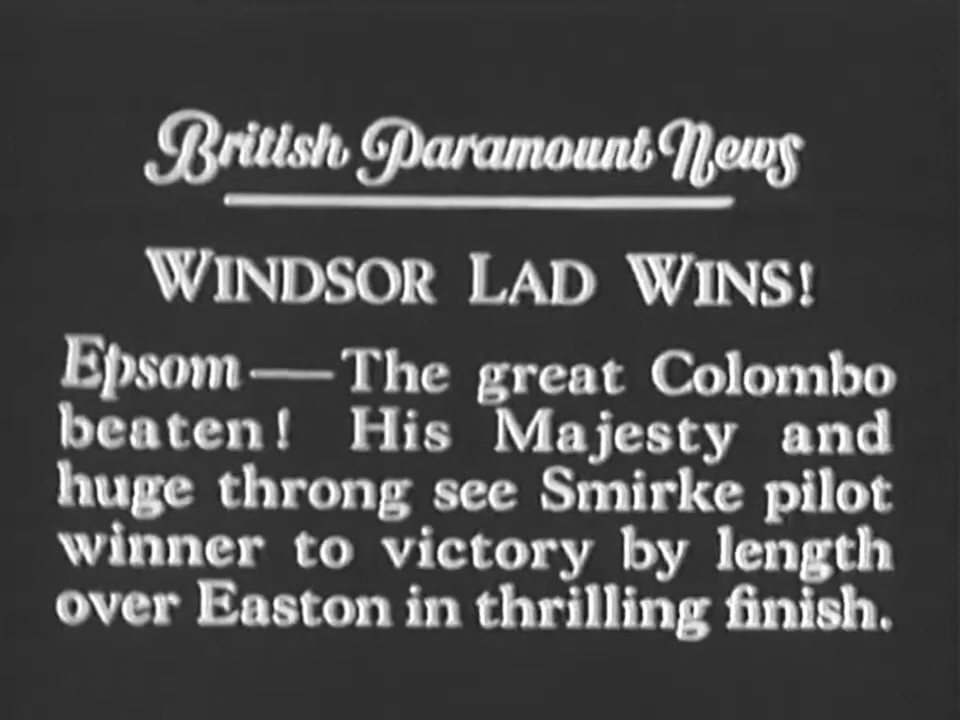 British Paramount News
WINDSOR LAD WINS!
Epsom—The great Colombo
beaten! His Majesty and
huge throng see Smirke pilot
winner to victory by length
over Easton in thrilling finish.